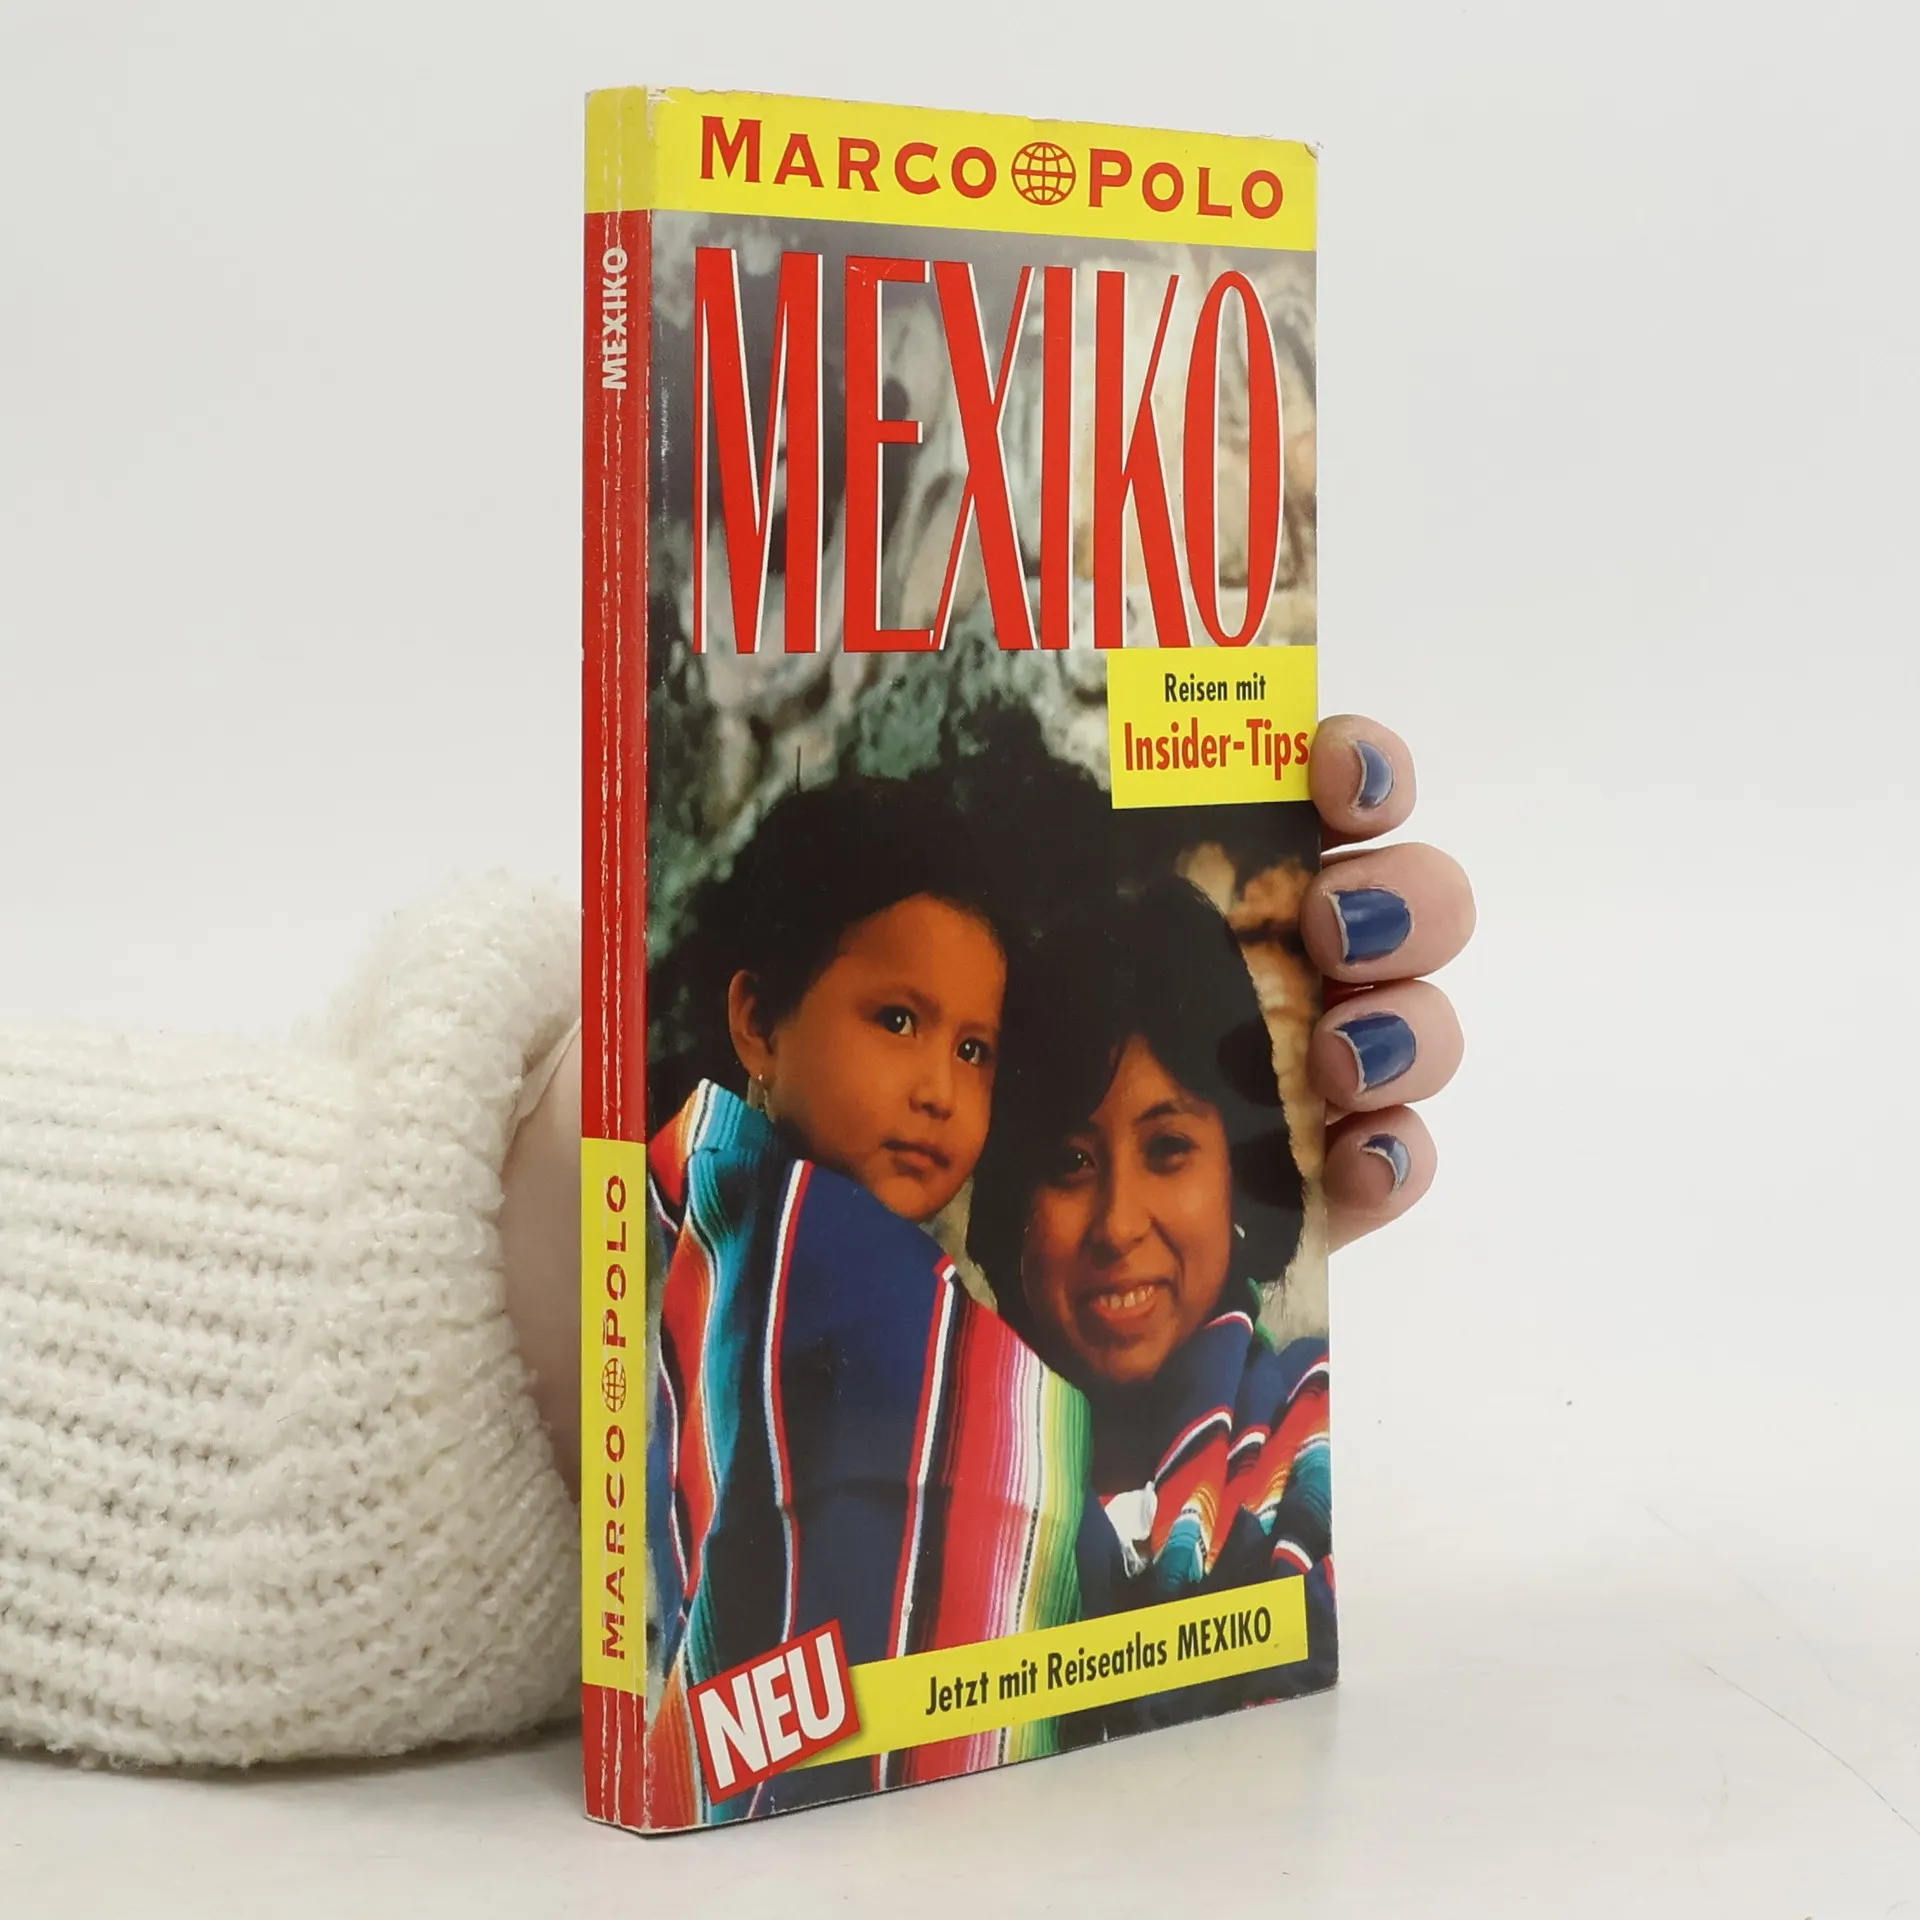 MARCO POLO
MEXIKO
Reisen mit
Insider-Tips
NEU
Jetzt mit Reiseatlas MEXIKO
MEXIKO
MARCO POLO